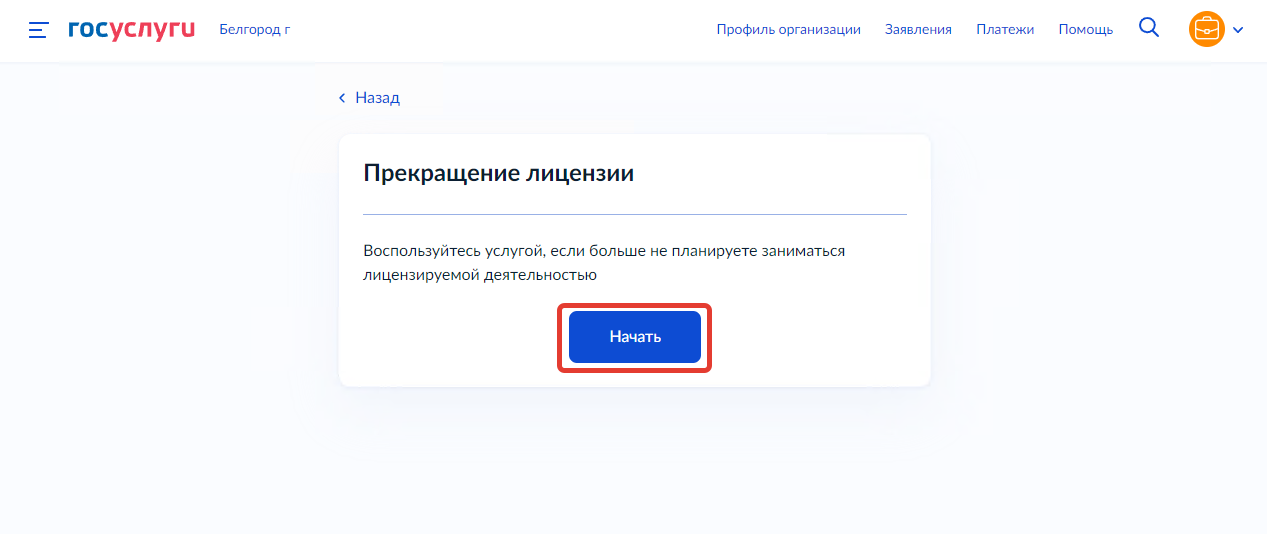 госуслуги Белгород г Профиль организации Заявления Платежи Помощь
Назад
Прекращение лицензии
Воспользуйтесь услугой, если больше не планируете заниматься
лицензируемой деятельностью
Начать